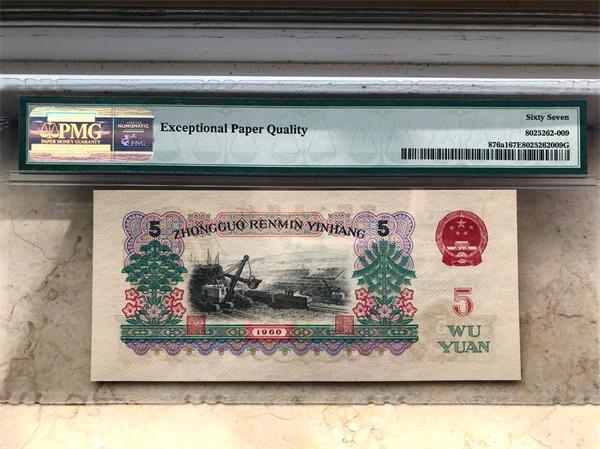 PMG
PAPER MONEY GUARANTY
NUMISMATIC
PNG
Exceptional Paper Quality
Sixty Seven
8025262-009
876a167E8025262009G
5
ZHONGGUO RENMIN YINHANG
5
1960
5
WU
YUAN